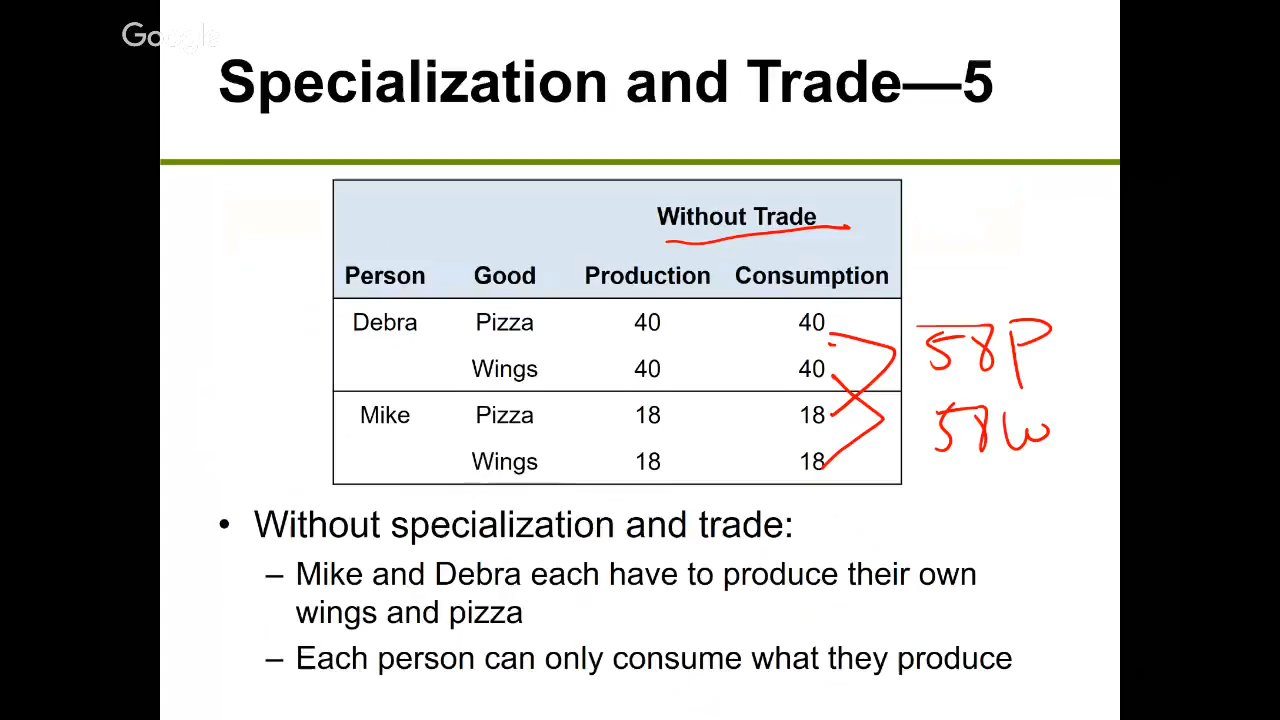 Google
Specialization and Trade—5
Without Trade
Person Good Production Consumption
Debra Pizza 40 40
Wings 40 40
58P
Mike Pizza 18 18
58W
Wings 18 18
• Without specialization and trade:
– Mike and Debra each have to produce their own
wings and pizza
– Each person can only consume what they produce